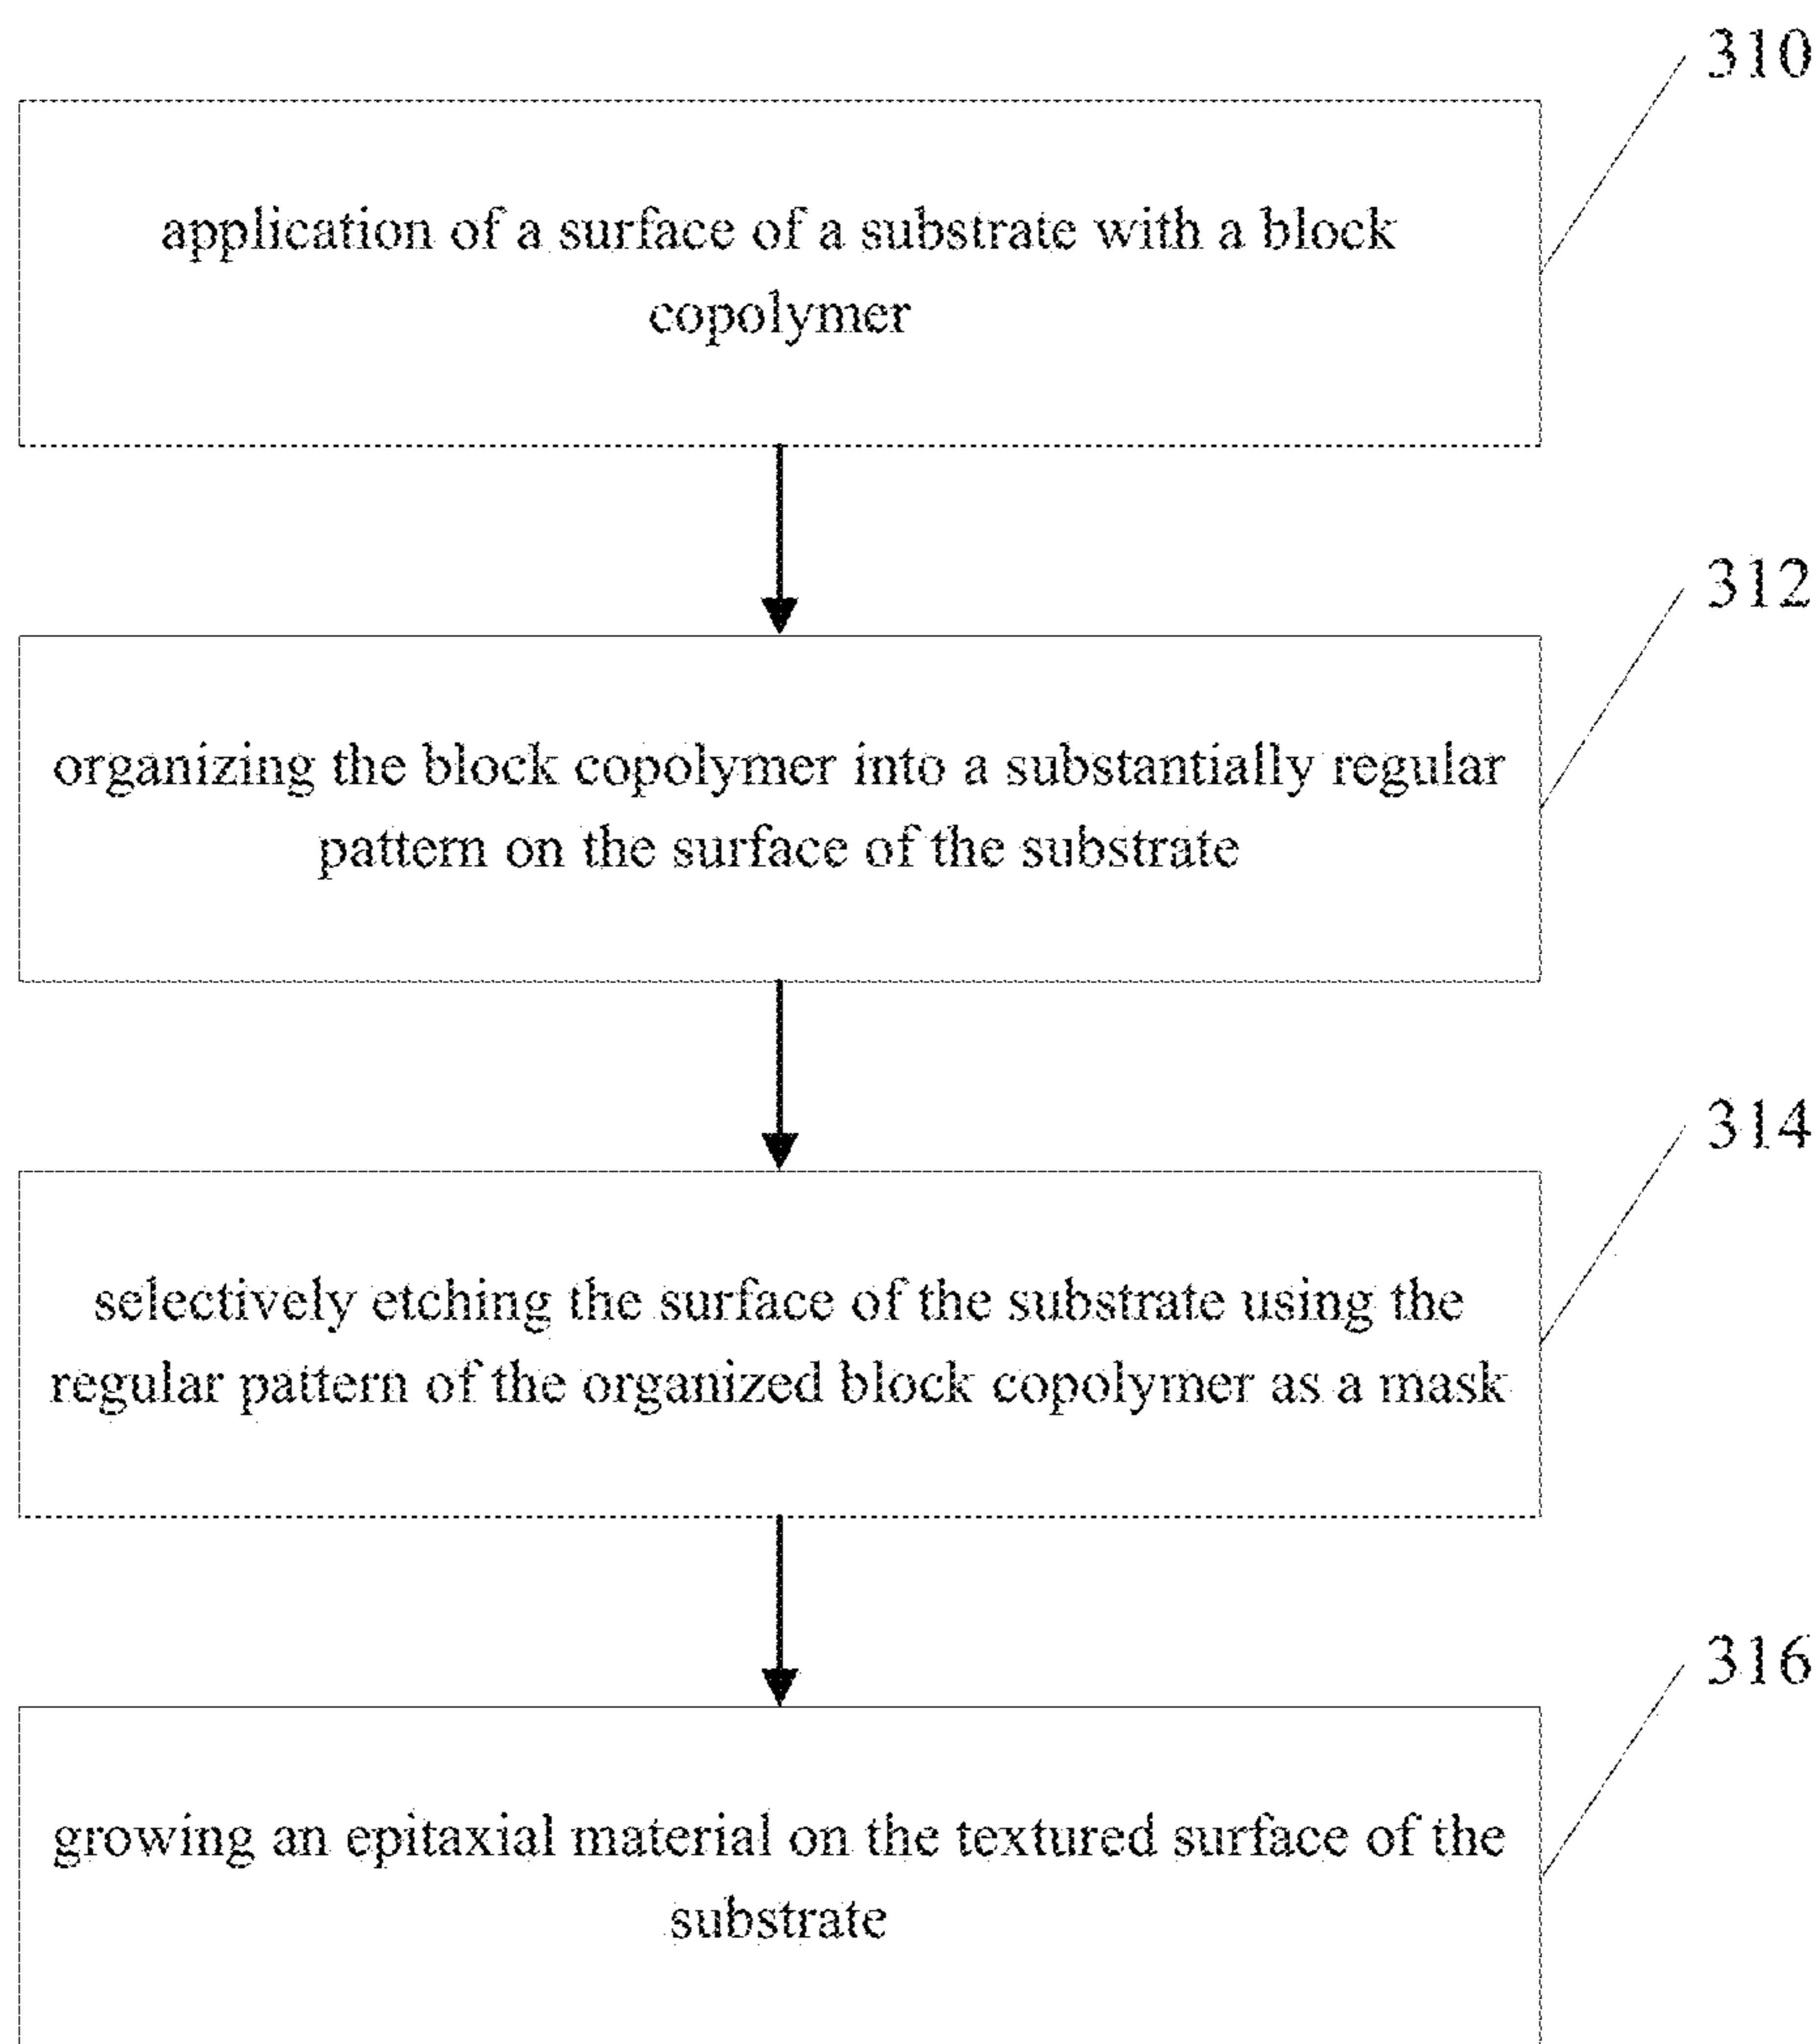 310
application of a surface of a substrate with a block
copolymer
312
organizing the block copolymer into a substantially regular
pattern on the surface of the substrate
314
selectively etching the surface of the substrate using the
regular pattern of the organized block copolymer as a mask
316
growing an epitaxial material on the textured surface of the
substrate